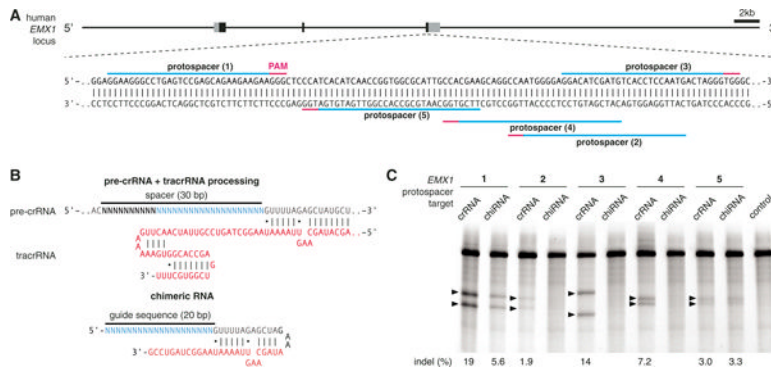 A
human
EMX1
locus
5'
3'
2kb
protospacer (1)
PAM
protospacer (3)
..GGAGGAAGGGCCTGAGTCCGAGCAGAAGAAGAAGGGCTCCCATCACATCAACCGGTGGCGCATTGCCACGAAGCAGGCCAATGGGGAGGACATCGATGTCACCTCCAATGACTAGGGTGGGC..
3'..CCTCCTTCCCGGACTCAGGCTCGTCTTCTTCTTCCCGAGGGTAGTGTAGTTGGCCACCGCGTAACGGTGCTTCGTCCGGTTACCCCTCCTGTAGCTACAGTGGAGGTTACTGATCCCACCCG..
protospacer (5)
protospacer (4)
protospacer (2)
B
pre-crRNA + tracrRNA processing
spacer (30 bp)
pre-crRNA 5'-ACNNNNNNNNNNNNNNNNNNNNNNNNNNNNNNGUUUUAGAGCUAUGCU..-3'
GUUCAACUAUUGCCUGAUCGGAAUAAAAUU CGAUACGA..-5'
A
A
GAA
tracrRNA
AAAGUGGCACCGA
G
3'-UUUCGUGGCU
chimeric RNA
guide sequence (20 bp)
5'-NNNNNNNNNNNNNNNNNNNNGUUUUAGAGCUAG
A
A
3'-GCCUGAUCGGAAUAAAAUU CGAUA
GAA
C
EMX1 1 2 3 4 5
protospacer
target
crRNA chiRNA crRNA chiRNA crRNA chiRNA crRNA chiRNA crRNA chiRNA control
indel (%) 19 5.6 1.9 14 7.2 3.0 3.3